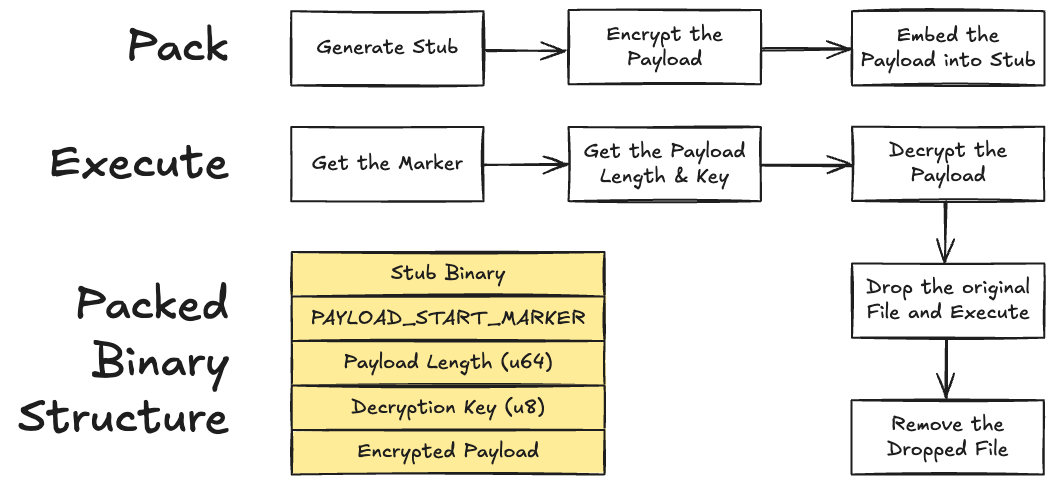 Pack
Generate Stub
Encrypt the
Payload
Embed the
Payload into Stub
Execute
Get the Marker
Get the Payload
Length & Key
Decrypt the
Payload
Drop the original
File and Execute
Remove the
Dropped File
Packed
Binary
Structure
Stub Binary
PAYLOAD_START_MARKER
Payload Length (u64)
Decryption Key (u8)
Encrypted Payload